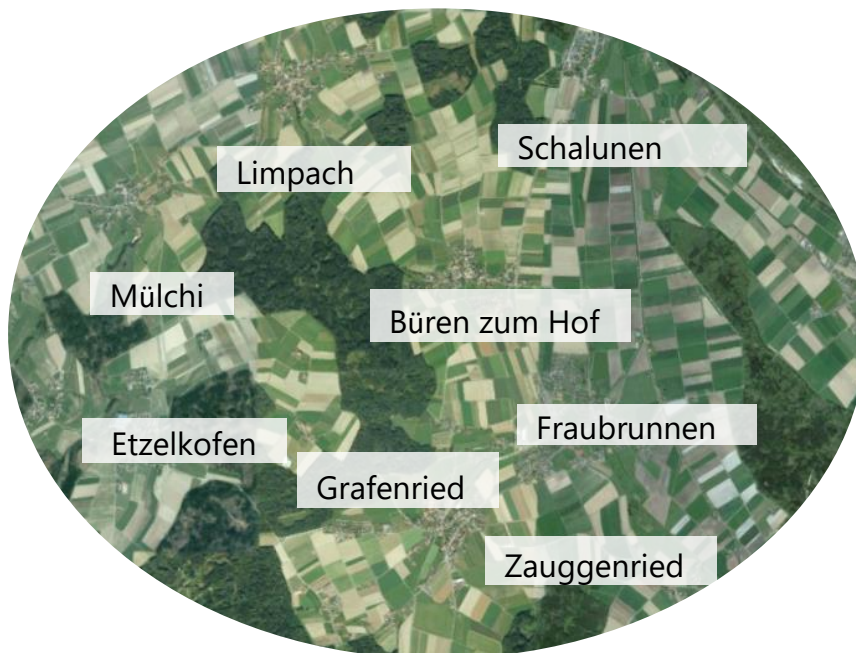 Schalunen
Limpach
Mülchi
Büren zum Hof
Fraubrunnen
Etzelkofen
Grafenried
Zauggenried